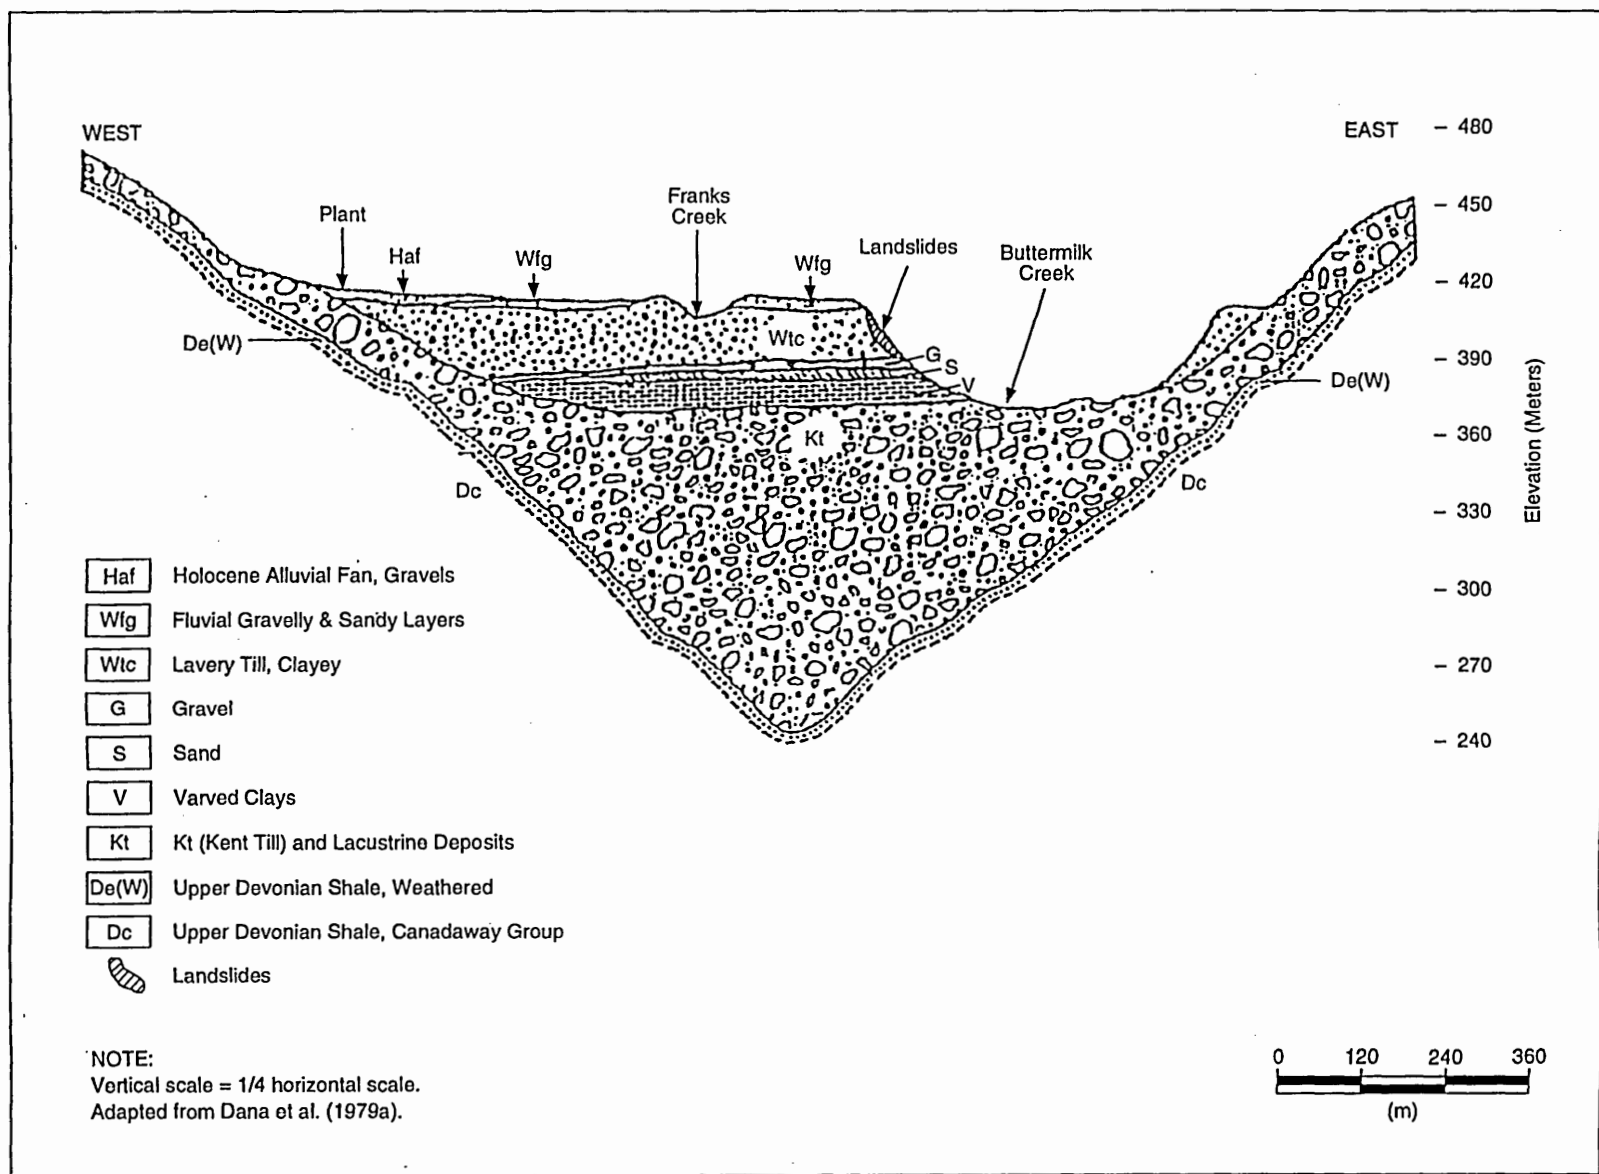 WEST
EAST
Plant
Haf
Wfg
Franks
Creek
Wfg
Landslides
Buttermilk
Creek
Wtc
G
S
V
Kt
De(W)
De(W)
Dc
Dc
480
450
420
390
360
330
300
270
240
Elevation (Meters)
Haf Holocene Alluvial Fan, Gravels
Wfg Fluvial Gravelly & Sandy Layers
Wtc Lavery Till, Clayey
G Gravel
S Sand
V Varved Clays
Kt Kt (Kent Till) and Lacustrine Deposits
De(W) Upper Devonian Shale, Weathered
Dc Upper Devonian Shale, Canadaway Group
Landslides
NOTE:
Vertical scale = 1/4 horizontal scale.
Adapted from Dana et al. (1979a).
0 120 240 360
(m)